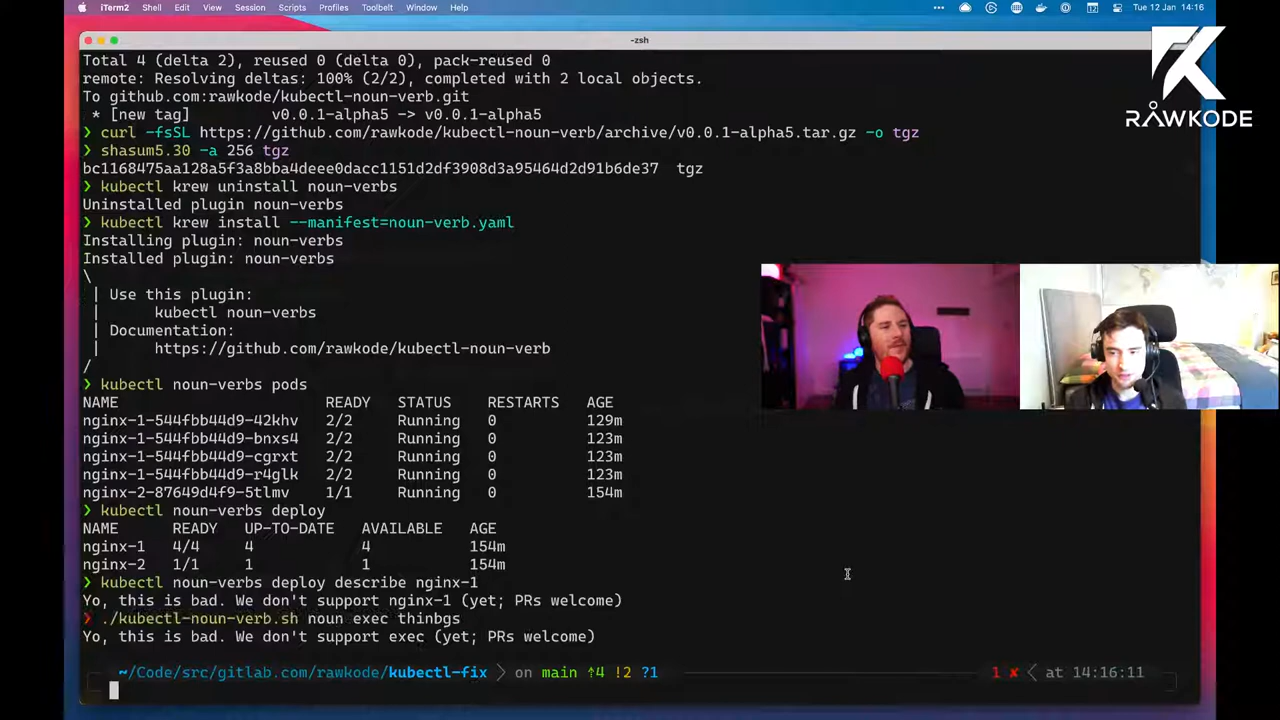 iTerm2 Shell Edit View Session Scripts Profiles Toolbelt Window Help Tue 12 Jan 14:16
-zsh
Total 4 (delta 2), reused 0 (delta 0), pack-reused 0
remote: Resolving deltas: 100% (2/2), completed with 2 local objects.
To github.com:rawkode/kubectl-noun-verb.git
* [new tag] v0.0.1-alpha5 -> v0.0.1-alpha5
❯ curl -fsSL https://github.com/rawkode/kubectl-noun-verb/archive/v0.0.1-alpha5.tar.gz -o tgz
❯ shasum5.30 -a 256 tgz
bc1168475aa128a5f3a8bba4deee0dacc1151d2df3908d3a95464d2d91b6de37 tgz
❯ kubectl krew uninstall noun-verbs
Uninstalled plugin noun-verbs
❯ kubectl krew install --manifest=noun-verb.yaml
Installing plugin: noun-verbs
Installed plugin: noun-verbs
\
| Use this plugin:
| kubectl noun-verbs
| Documentation:
| https://github.com/rawkode/kubectl-noun-verb
/
❯ kubectl noun-verbs pods
NAME READY STATUS RESTARTS AGE
nginx-1-544fbb44d9-42khv 2/2 Running 0 129m
nginx-1-544fbb44d9-bnxs4 2/2 Running 0 123m
nginx-1-544fbb44d9-cgrxt 2/2 Running 0 123m
nginx-1-544fbb44d9-r4glk 2/2 Running 0 123m
nginx-2-87649d4f9-5tlmv 1/1 Running 0 154m
❯ kubectl noun-verbs deploy
NAME READY UP-TO-DATE AVAILABLE AGE
nginx-1 4/4 4 4 154m
nginx-2 1/1 1 1 154m
❯ kubectl noun-verbs deploy describe nginx-1
Yo, this is bad. We don't support nginx-1 (yet; PRs welcome)
❯ ./kubectl-noun-verb.sh noun exec thinbgs
Yo, this is bad. We don't support exec (yet; PRs welcome)
~/Code/src/gitlab.com/rawkode/kubectl-fix on main ↑4 !2 ?1 1 ✘ at 14:16:11
RAWKODE